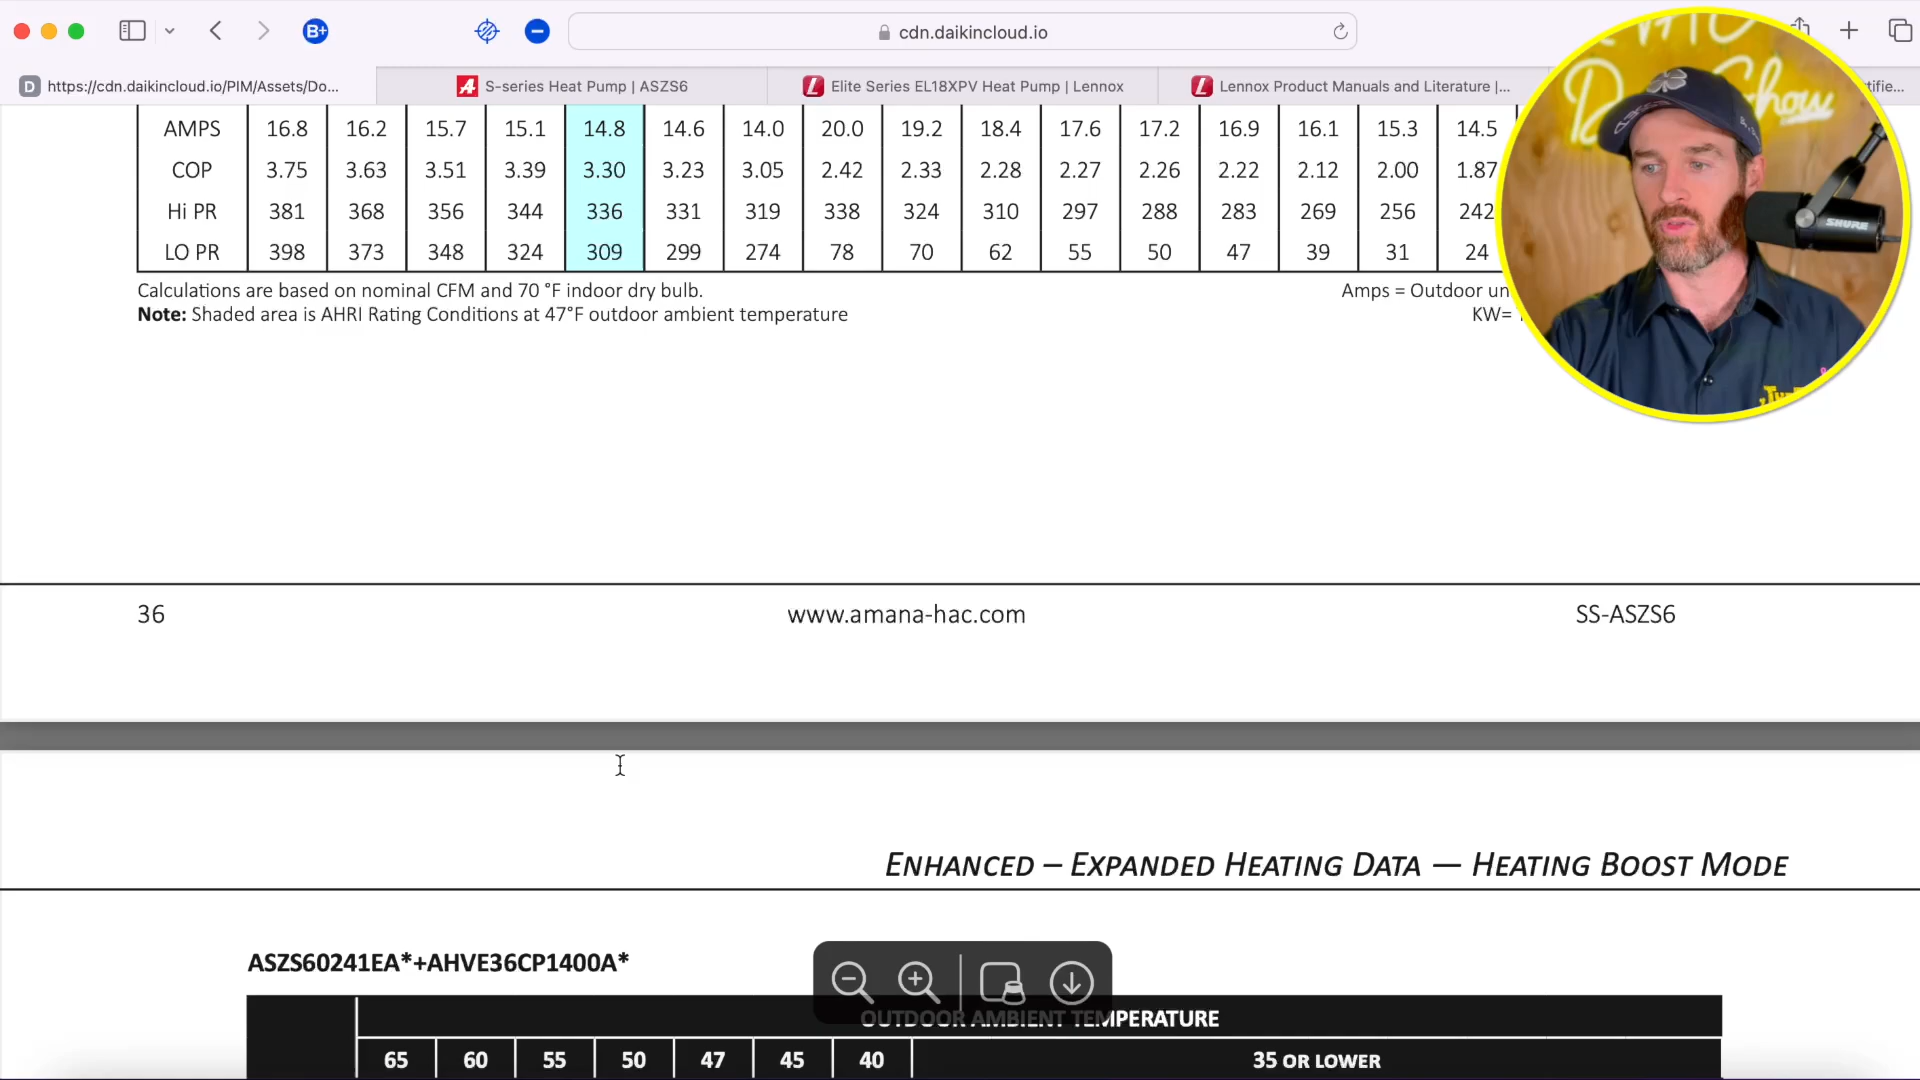 B+
cdn.daikincloud.io
D https://cdn.daikincloud.io/PIM/Assets/Do...
A S-series Heat Pump | ASZS6
L Elite Series EL18XPV Heat Pump | Lennox
L Lennox Product Manuals and Literature |...
tifie...
AMPS 16.8 16.2 15.7 15.1 14.8 14.6 14.0 20.0 19.2 18.4 17.6 17.2 16.9 16.1 15.3 14.5
COP 3.75 3.63 3.51 3.39 3.30 3.23 3.05 2.42 2.33 2.28 2.27 2.26 2.22 2.12 2.00 1.87
Hi PR 381 368 356 344 336 331 319 338 324 310 297 288 283 269 256 242
LO PR 398 373 348 324 309 299 274 78 70 62 55 50 47 39 31 24
Calculations are based on nominal CFM and 70 °F indoor dry bulb.
Amps = Outdoor un
Note: Shaded area is AHRI Rating Conditions at 47°F outdoor ambient temperature
KW=
Show
SHURE
36
www.amana-hac.com
SS-ASZS6
ENHANCED – EXPANDED HEATING DATA — HEATING BOOST MODE
ASZS60241EA*+AHVE36CP1400A*
OUTDOOR AMBIENT TEMPERATURE
65 60 55 50 47 45 40 35 OR LOWER